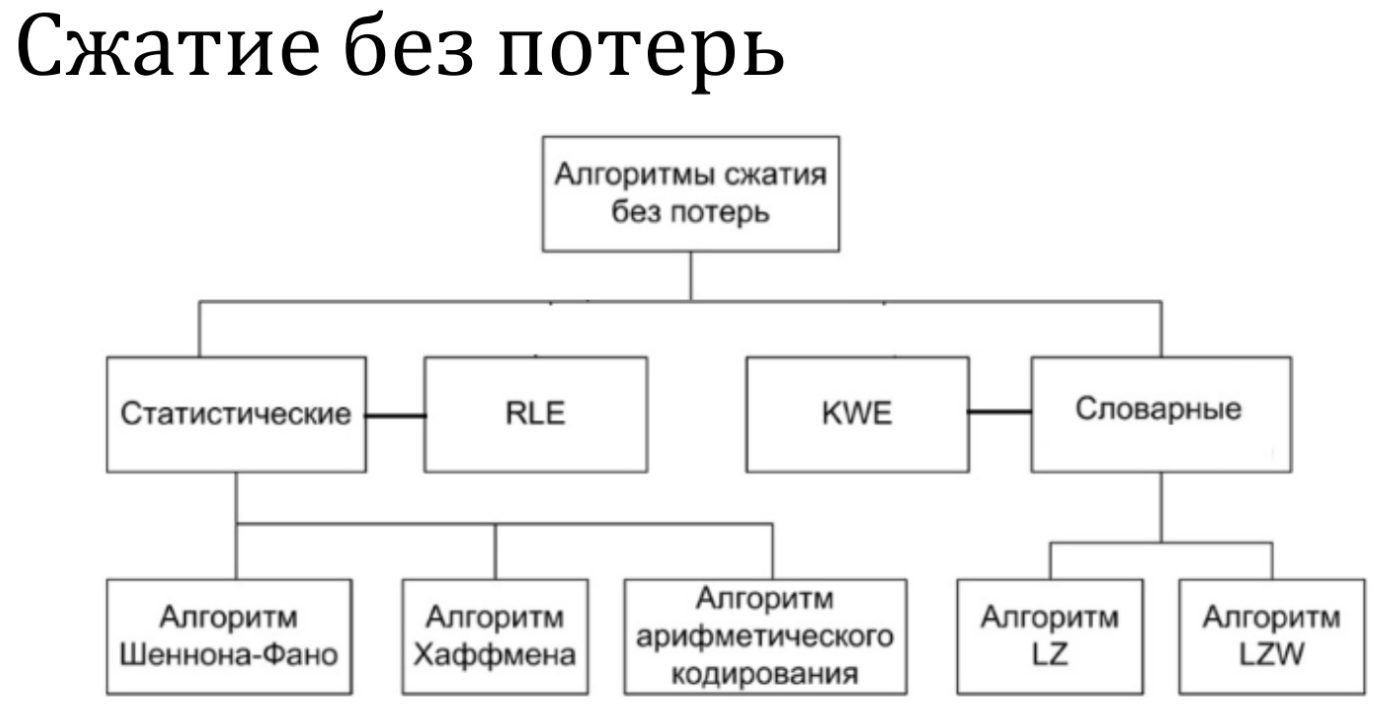 Сжатие без потерь
Алгоритмы сжатия
без потерь
Статистические
RLE
KWE
Словарные
Алгоритм
Шеннона-Фано
Алгоритм
Хаффмена
Алгоритм
арифметического
кодирования
Алгоритм
LZ
Алгоритм
LZW